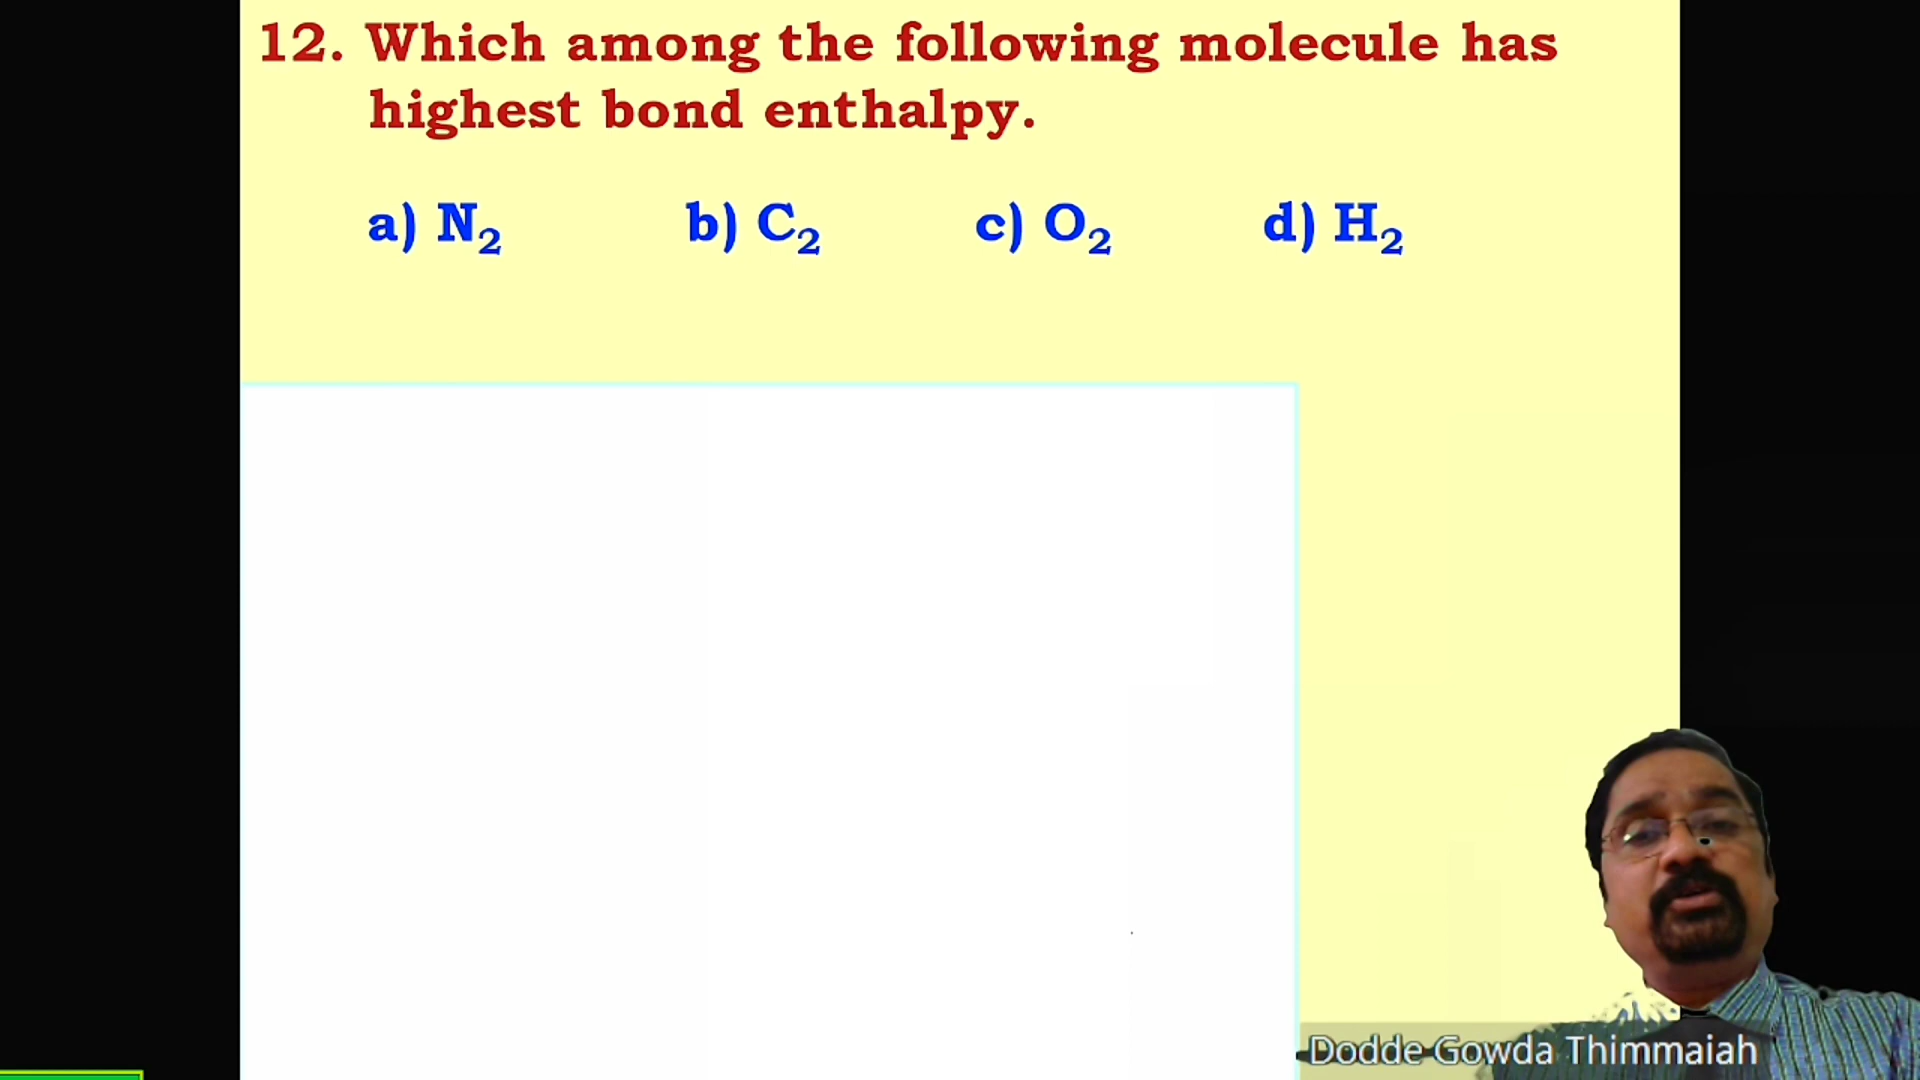 12. Which among the following molecule has
highest bond enthalpy.
a) N₂ b) C₂ c) O₂ d) H₂
Dodde Gowda Thimmaiah